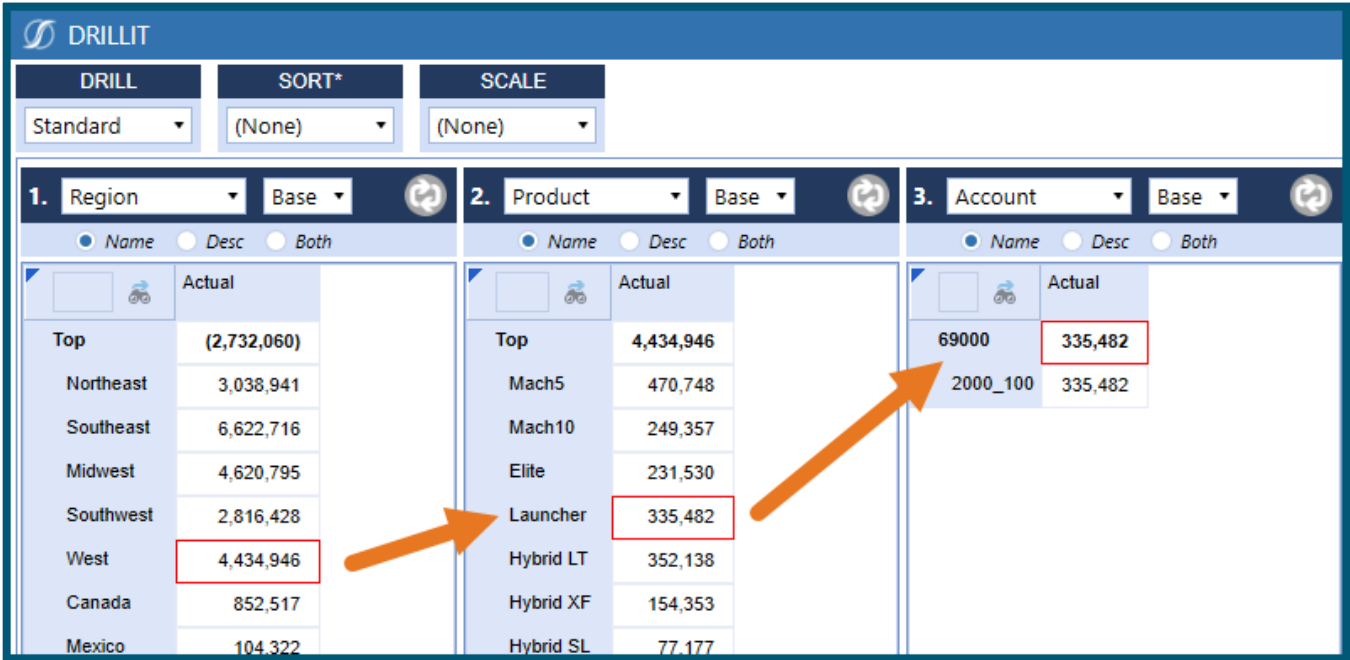 DRILLIT
DRILL SORT* SCALE
Standard (None) (None)
1. Region Base 2. Product Base 3. Account Base
Name Desc Both Name Desc Both Name Desc Both
Actual Actual Actual
Top (2,732,060) Top 4,434,946 69000 335,482
Northeast 3,038,941 Mach5 470,748 2000_100 335,482
Southeast 6,622,716 Mach10 249,357
Midwest 4,620,795 Elite 231,530
Southwest 2,816,428 Launcher 335,482
West 4,434,946 Hybrid LT 352,138
Canada 852,517 Hybrid XF 154,353
Mexico 104,322 Hybrid SL 77,177